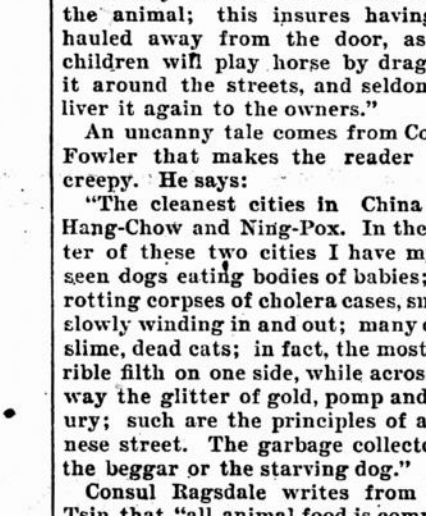 the animal; this insures having
hauled away from the door, as
children will play horse by drag
it around the streets, and seldom
liver it again to the owners."
An uncanny tale comes from Co
Fowler that makes the reader
creepy. He says:
"The cleanest cities in China
Hang-Chow and Ning-Pox. In the
ter of these two cities I have m
seen dogs eating bodies of babies;
rotting corpses of cholera cases, sn
slowly winding in and out; many
slime, dead cats; in fact, the most
rible filth on one side, while acros
way the glitter of gold, pomp and
ury; such are the principles of a
nese street. The garbage collecto
the beggar or the starving dog."
Consul Ragsdale writes from
Tsin that "all animal food is com